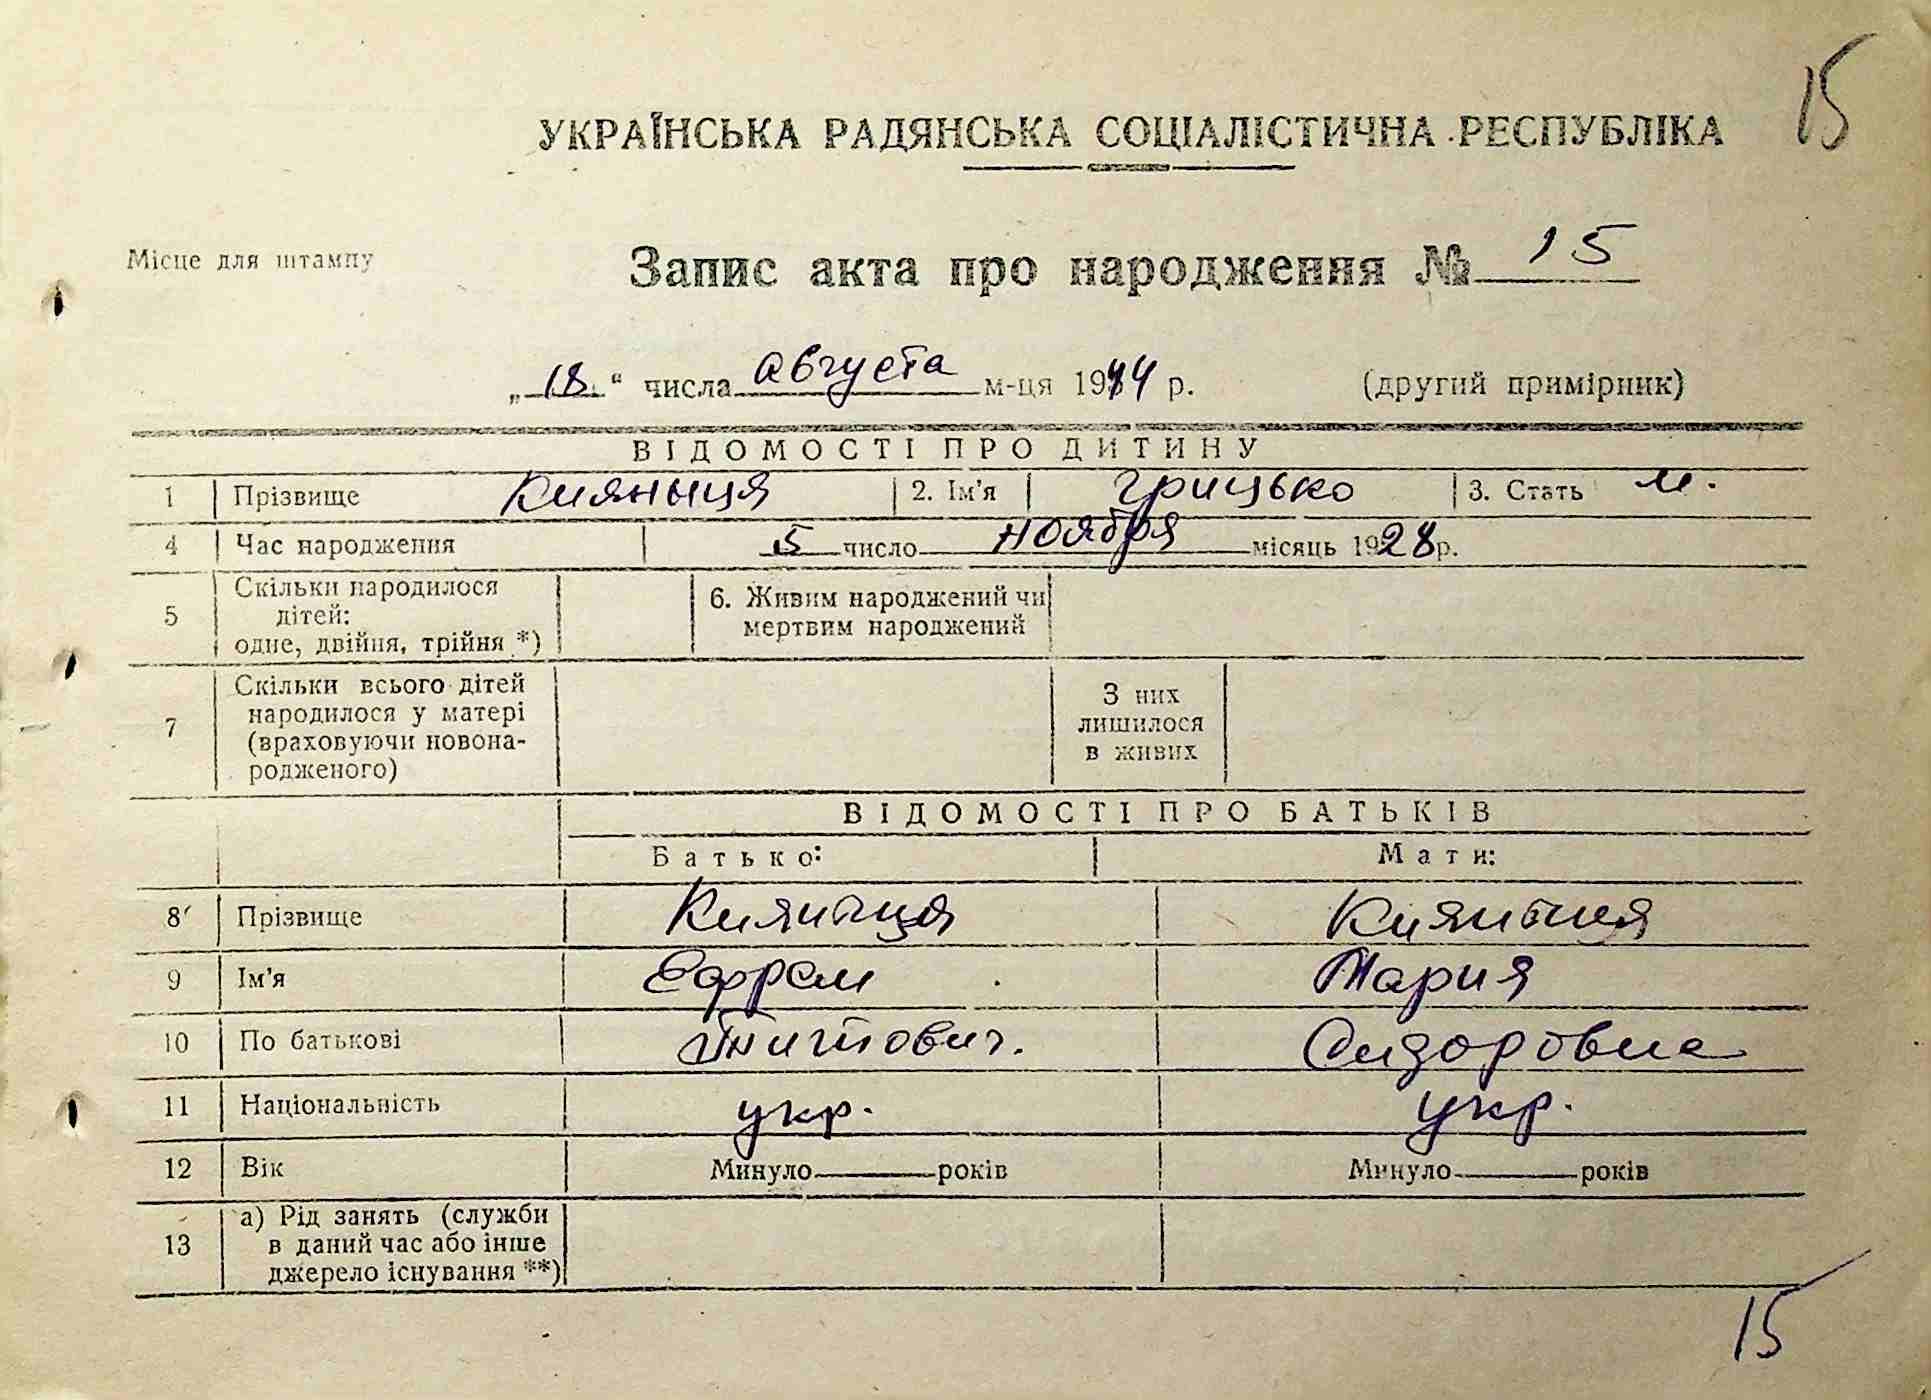 15
УКРАЇНСЬКА РАДЯНСЬКА СОЦІАЛІСТИЧНА РЕСПУБЛІКА
Місце для штампу
Запис акта про народження № 15
„18“ числа августа м-ця 1944 р. (другий примірник)
ВІДОМОСТІ ПРО ДИТИНУ
1 Прізвище Кияныця 2. Ім'я Грицько 3. Стать м.
4 Час народження 5 число ноября місяць 1928 р.
5 Скільки народилося
дітей:
одне, двійня, трійня *)
6. Живим народжений чи
мертвим народжений
7 Скільки всього дітей
народилося у матері
(враховуючи новона-
родженого)
З них
лишилося
в живих
ВІДОМОСТІ ПРО БАТЬКІВ
Батько: Мати:
8 Прізвище Кияныця Кияныця
9 Ім'я Ефрем Мария
10 По батькові Титович. Сидоровна
11 Національність укр. укр.
12 Вік Минуло років Минуло років
13 а) Рід занять (служби
в даний час або інше
джерело існування **)
15